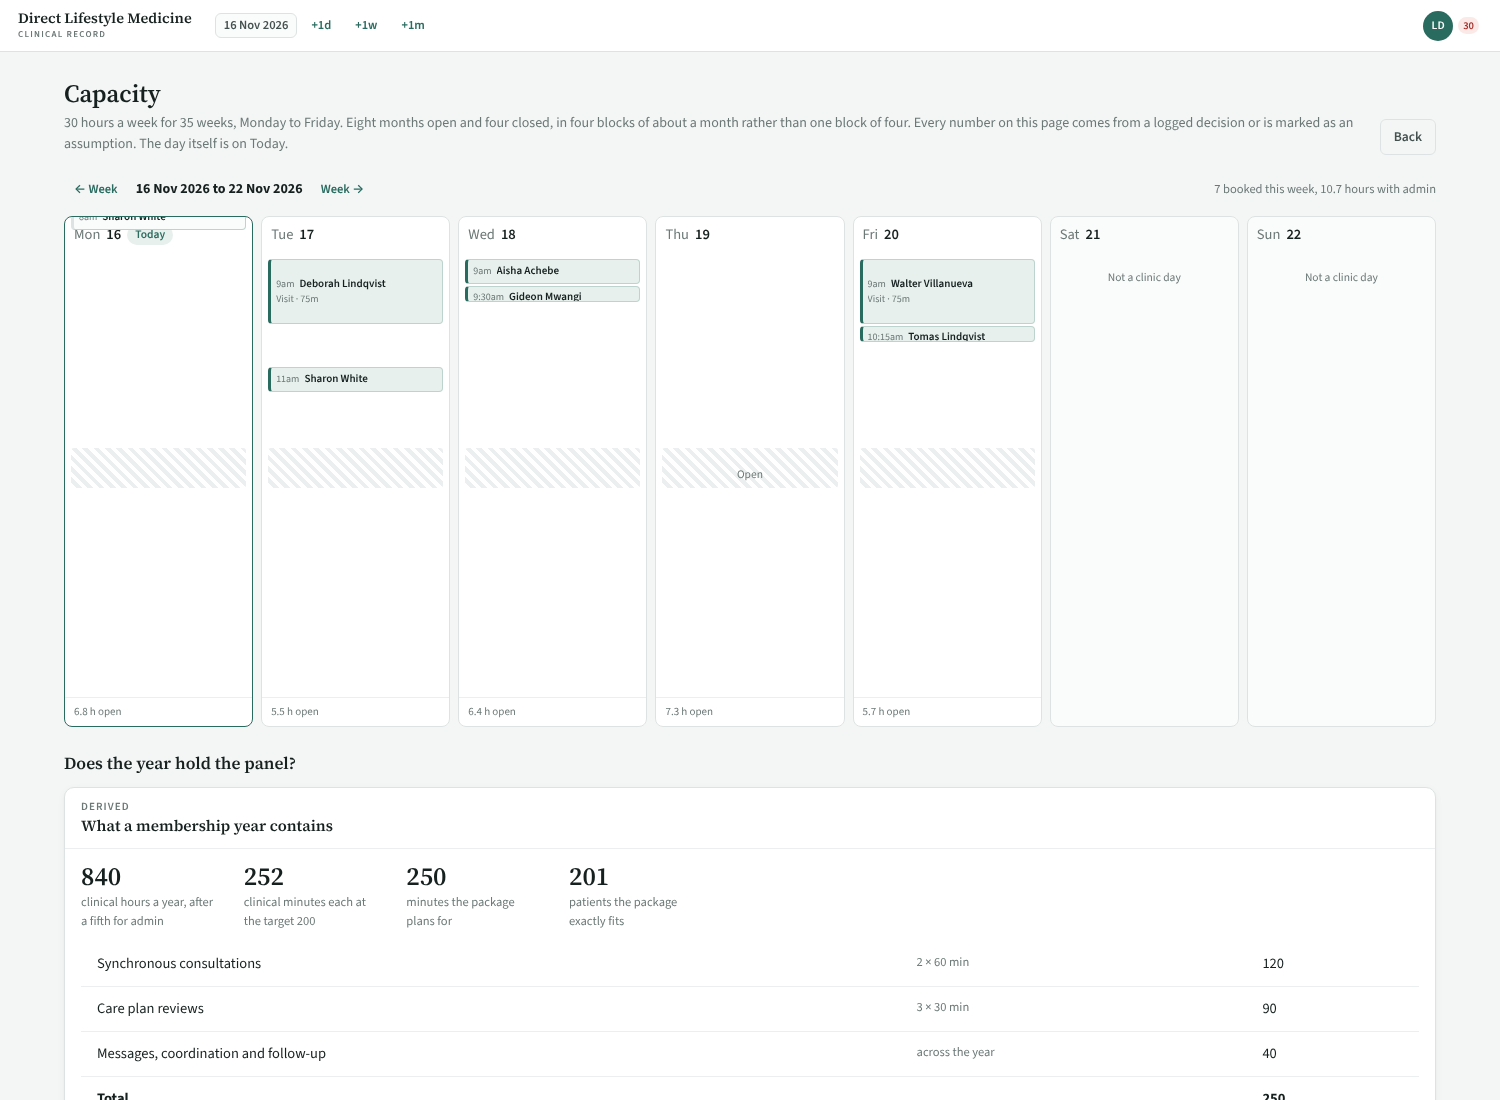 Direct Lifestyle Medicine
CLINICAL RECORD
16 Nov 2026 +1d +1w +1m
LD 30
Capacity
30 hours a week for 35 weeks, Monday to Friday. Eight months open and four closed, in four blocks of about a month rather than one block of four. Every number on this page comes from a logged decision or is marked as an
assumption. The day itself is on Today.
Back
← Week 16 Nov 2026 to 22 Nov 2026 Week →
7 booked this week, 10.7 hours with admin
8am Sharon White
Mon 16 Today
6.8 h open
Tue 17
9am Deborah Lindqvist
Visit · 75m
11am Sharon White
5.5 h open
Wed 18
9am Aisha Achebe
9:30am Gideon Mwangi
6.4 h open
Thu 19
Open
7.3 h open
Fri 20
9am Walter Villanueva
Visit · 75m
10:15am Tomas Lindqvist
5.7 h open
Sat 21
Not a clinic day
Sun 22
Not a clinic day
Does the year hold the panel?
DERIVED
What a membership year contains
840
clinical hours a year, after
a fifth for admin
252
clinical minutes each at
the target 200
250
minutes the package
plans for
201
patients the package
exactly fits
Synchronous consultations 2 × 60 min 120
Care plan reviews 3 × 30 min 90
Messages, coordination and follow-up across the year 40
Total 250